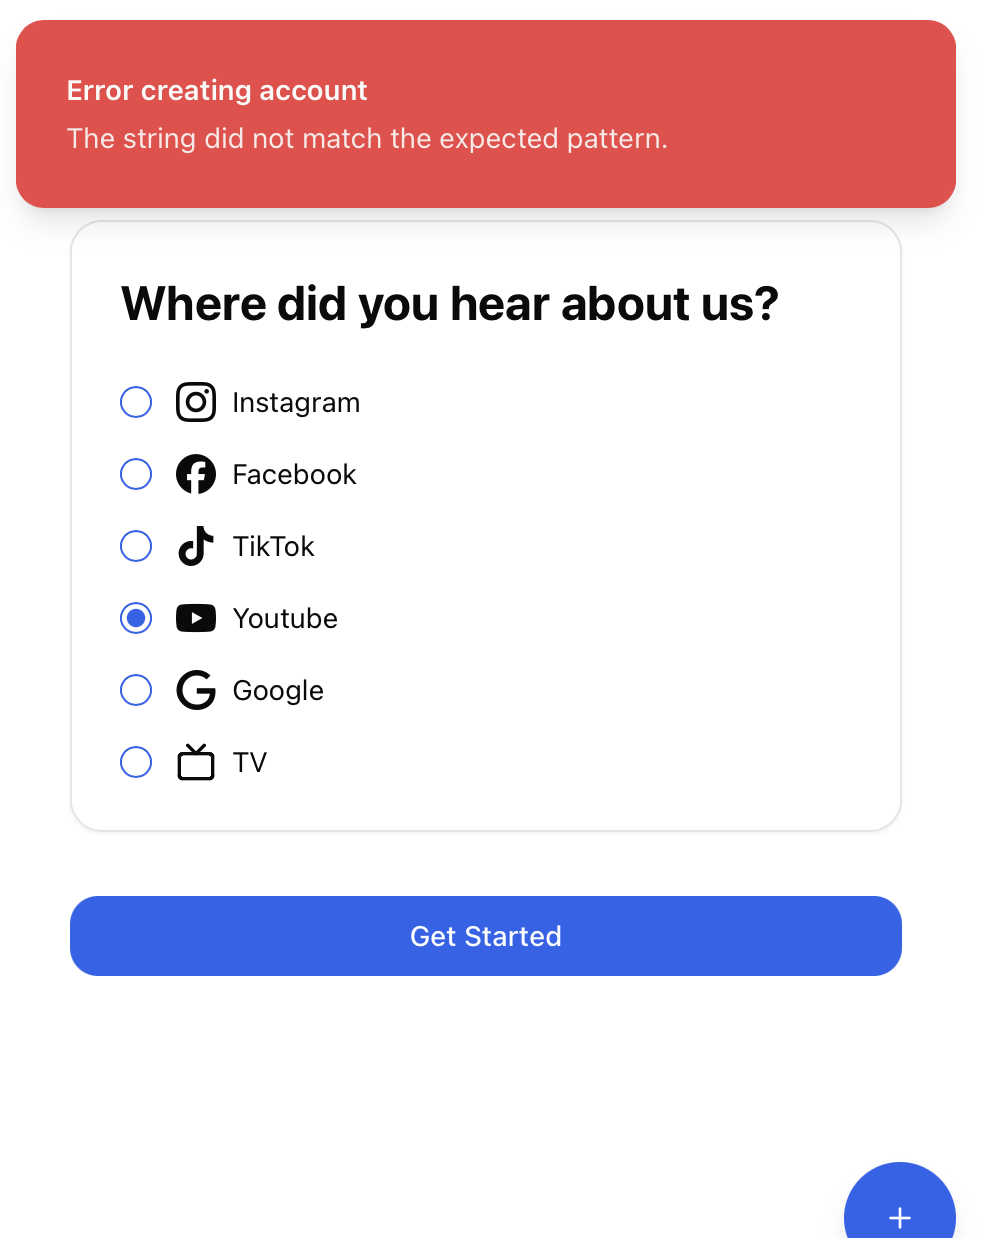 Error creating account
The string did not match the expected pattern.
Where did you hear about us?
Instagram
Facebook
TikTok
Youtube
Google
TV
Get Started